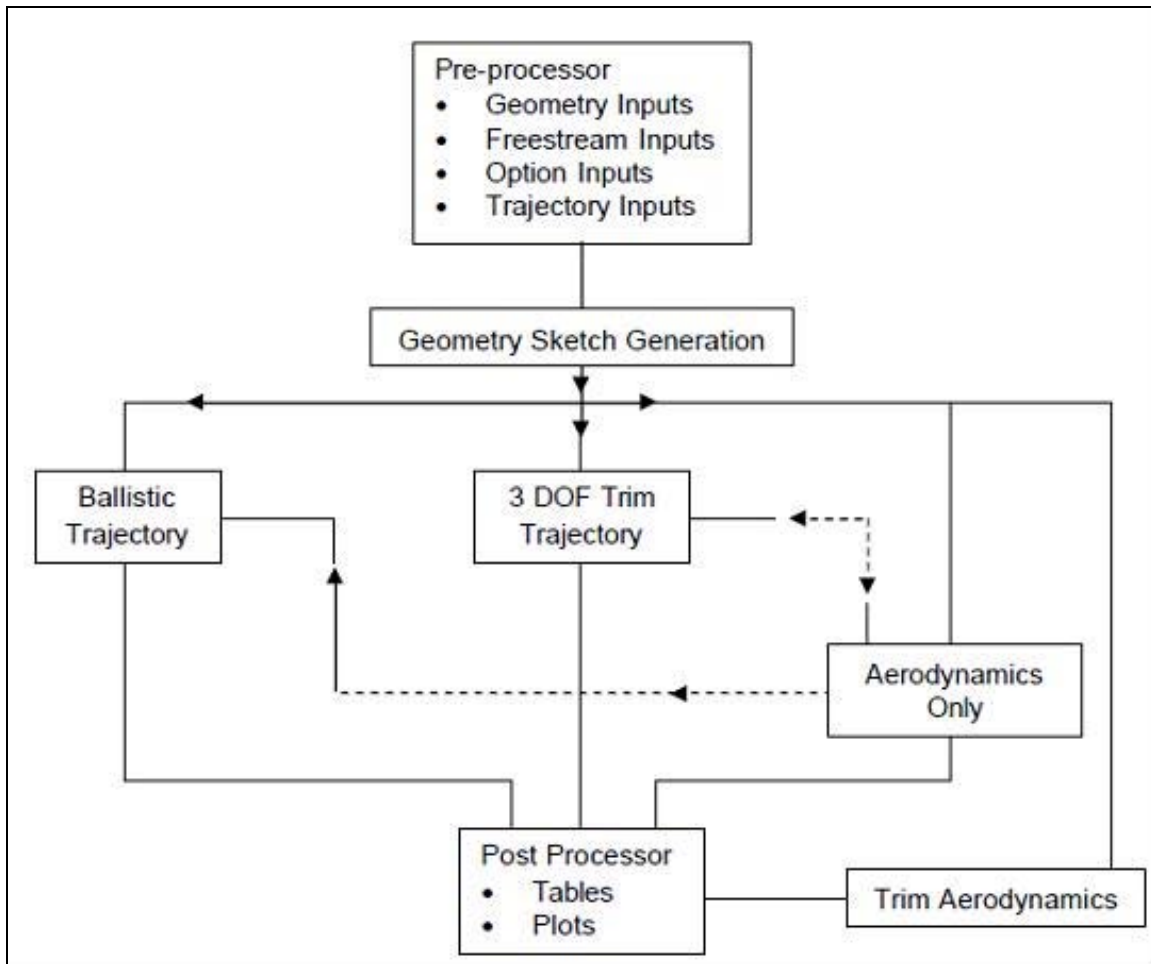 Pre-processor
• Geometry Inputs
• Freestream Inputs
• Option Inputs
• Trajectory Inputs
Geometry Sketch Generation
Ballistic
Trajectory
3 DOF Trim
Trajectory
Aerodynamics
Only
Post Processor
• Tables
• Plots
Trim Aerodynamics